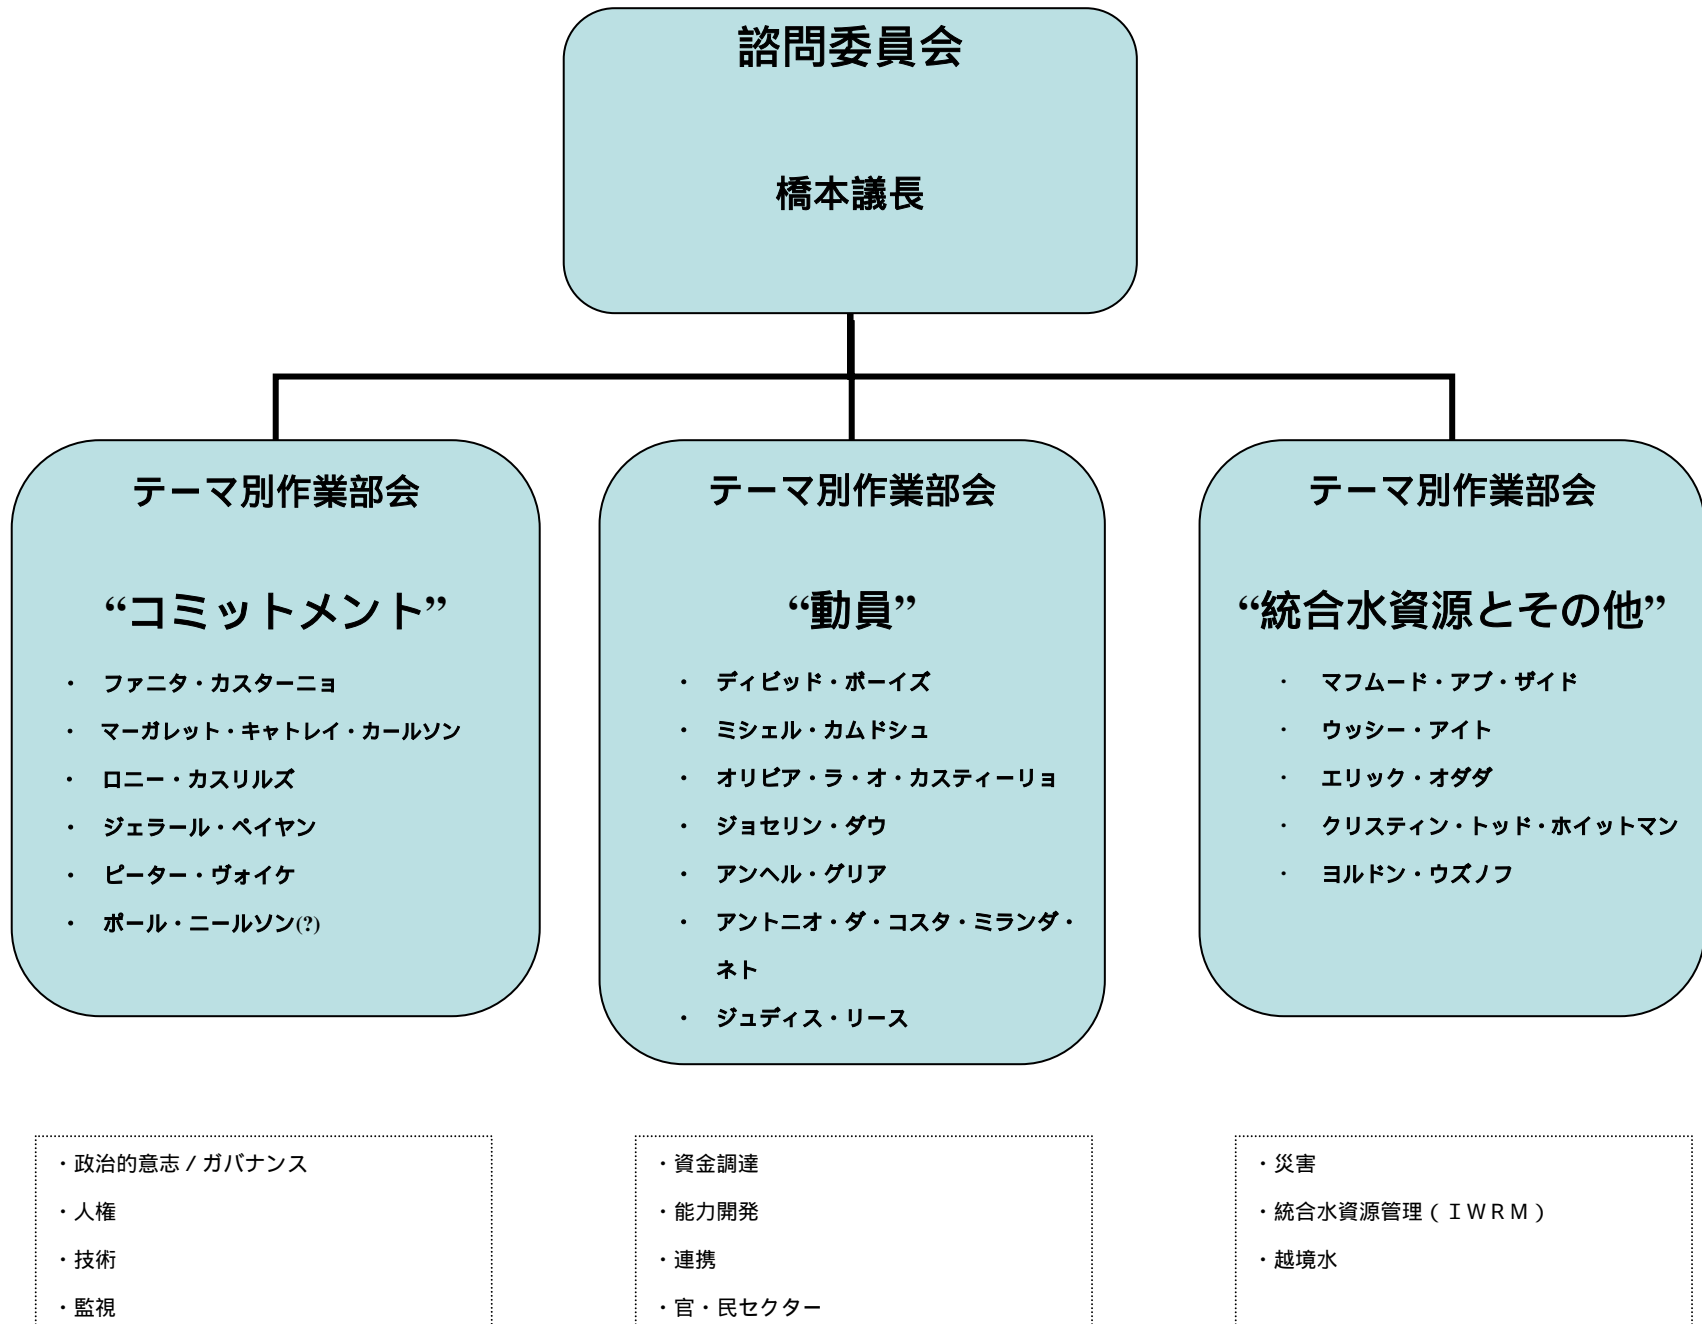 諮問委員会
橋本議長
テーマ別作業部会
“コミットメント”
・ ファニタ・カスターニョ
・ マーガレット・キャトレイ・カールソン
・ ロニー・カスリルズ
・ ジェラール・ペイヤン
・ ピーター・ヴォイケ
・ ポール・ニールソン(?)
テーマ別作業部会
“動員”
・ ディビッド・ボーイズ
・ ミシェル・カムドシュ
・ オリビア・ラ・オ・カスティーリョ
・ ジョセリン・ダウ
・ アンヘル・グリア
・ アントニオ・ダ・コスタ・ミランダ・
ネト
・ ジュディス・リース
テーマ別作業部会
“統合水資源とその他”
・ マフムード・アブ・ザイド
・ ウッシー・アイト
・ エリック・オダダ
・ クリスティン・トッド・ホイットマン
・ ヨルドン・ウズノフ
・政治的意志／ガバナンス
・人権
・技術
・監視
・資金調達
・能力開発
・連携
・官・民セクター
・災害
・統合水資源管理（ＩＷＲＭ）
・越境水